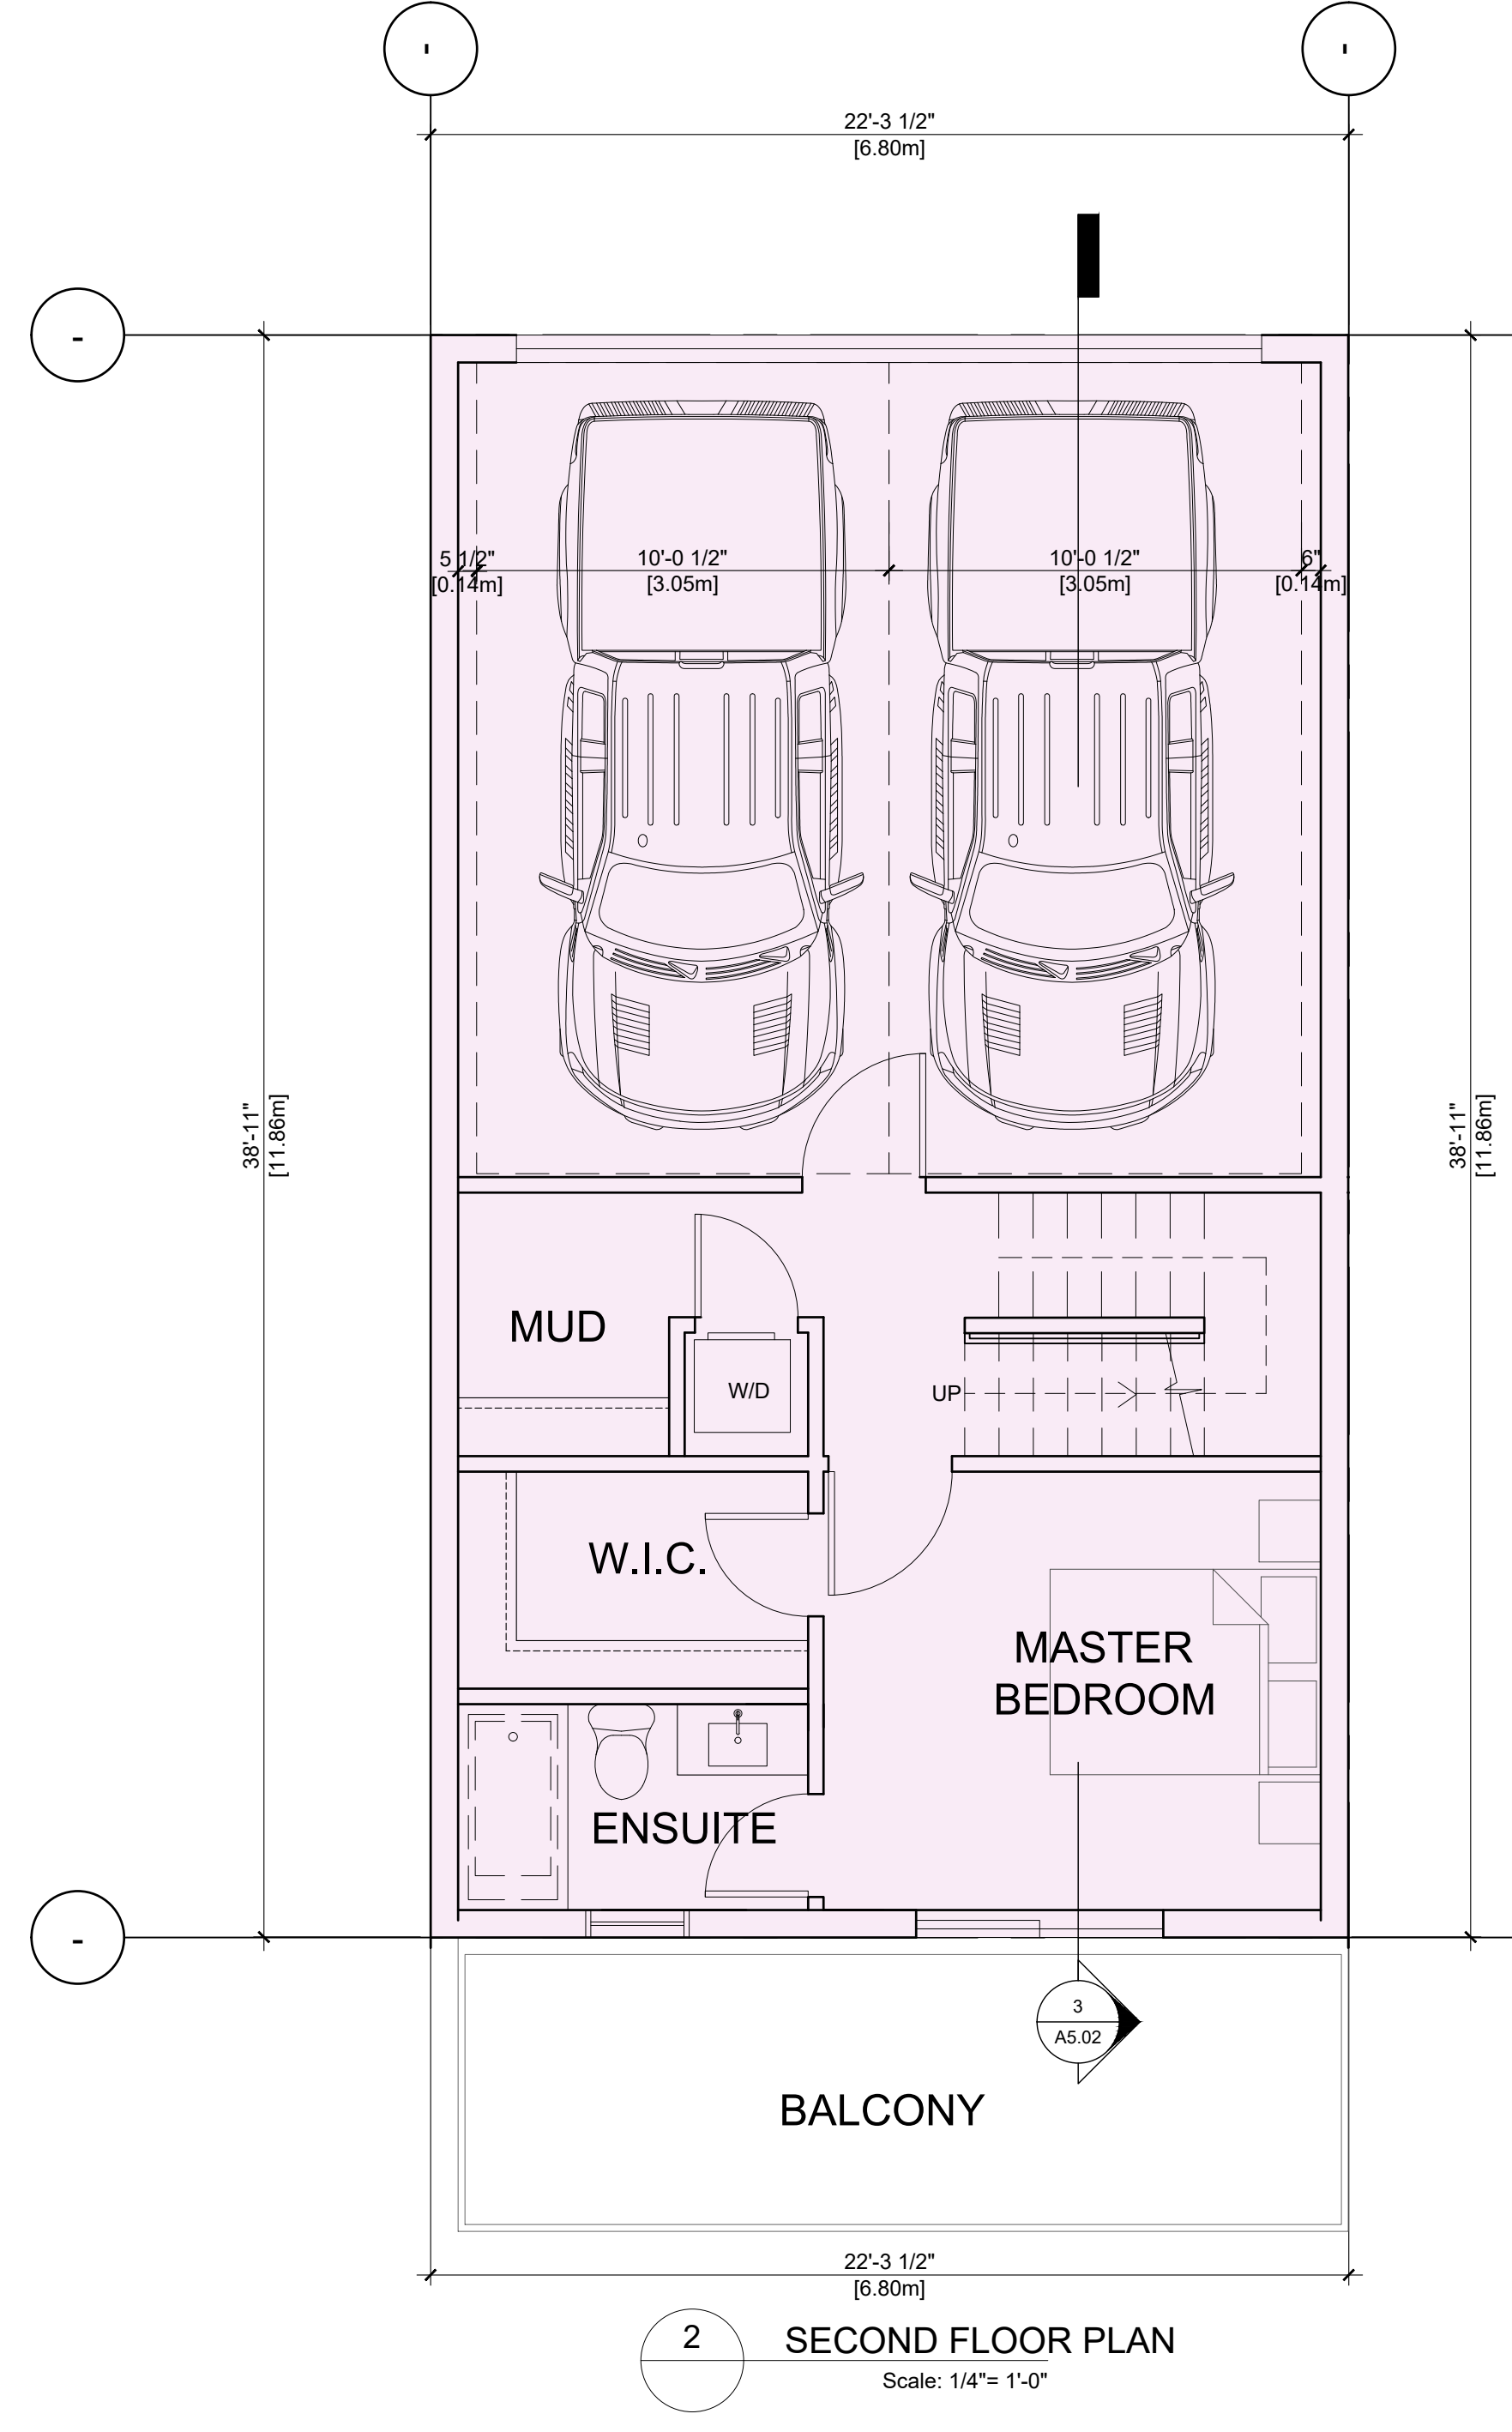 -
-
22'-3 1/2"
[6.80m]
-
5 1/2"
[0.14m]
10'-0 1/2"
[3.05m]
10'-0 1/2"
[3.05m]
6"
[0.14m]
38'-11"
[11.86m]
38'-11"
[11.86m]
MUD
W/D
UP
W.I.C.
MASTER
BEDROOM
ENSUITE
-
3
A5.02
BALCONY
22'-3 1/2"
[6.80m]
2
SECOND FLOOR PLAN
Scale: 1/4"= 1'-0"